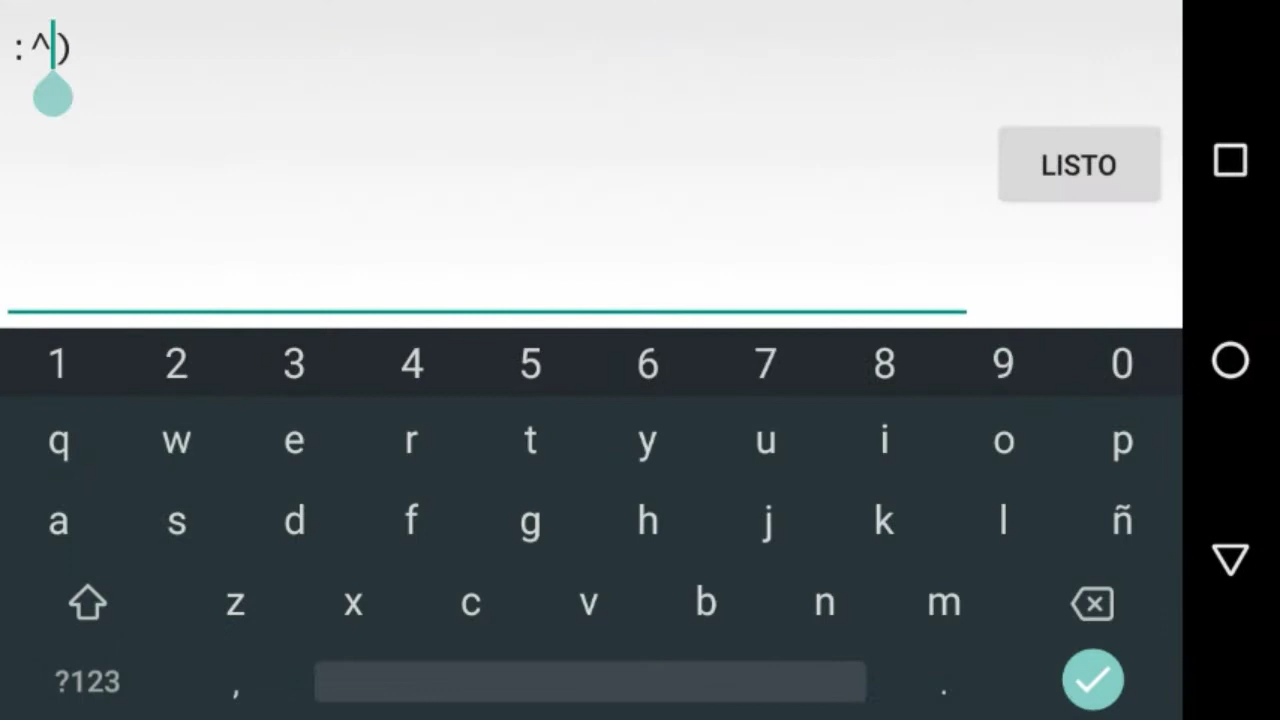 :^)
LISTO
1 2 3 4 5 6 7 8 9 0
q w e r t y u i o p
a s d f g h j k l ñ
z x c v b n m
?123 , .